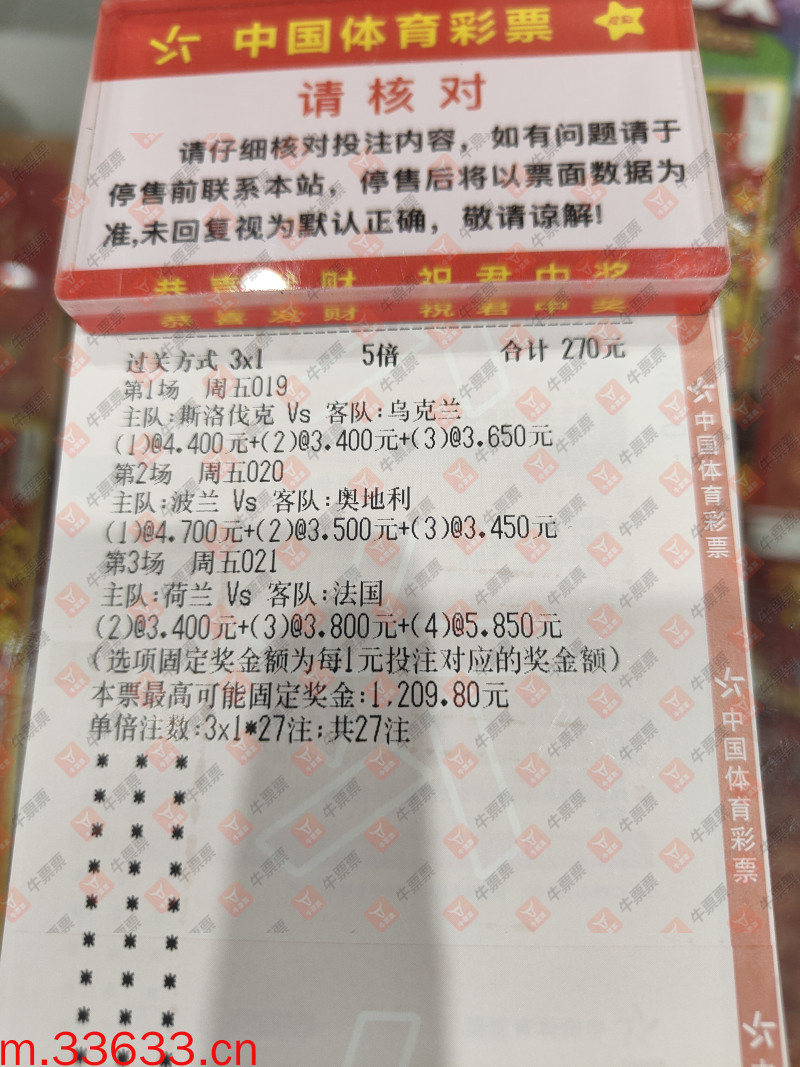 中国体育彩票
请核对
请仔细核对投注内容，如有问题请于
停售前联系本站，停售后将以票面数据为
准,未回复视为默认正确，敬请谅解!
恭喜 财 祝君中奖
恭喜发财 祝君中奖
过关方式 3x1 5倍 合计 270元
第1场 周五019
主队:斯洛伐克 Vs 客队:乌克兰
(1)@4.400元+(2)@3.400元+(3)@3.650元
第2场 周五020
主队:波兰 Vs 客队:奥地利
(1)@4.700元+(2)@3.500元+(3)@3.450元
第3场 周五021
主队:荷兰 Vs 客队:法国
(2)@3.400元+(3)@3.800元+(4)@5.850元
(选项固定奖金额为每1元投注对应的奖金额)
本票最高可能固定奖金:1,209.80元
单倍注数:3x1*27注;共27注
中国体育彩票
中国体育彩票
牛票票
m.33633.cn